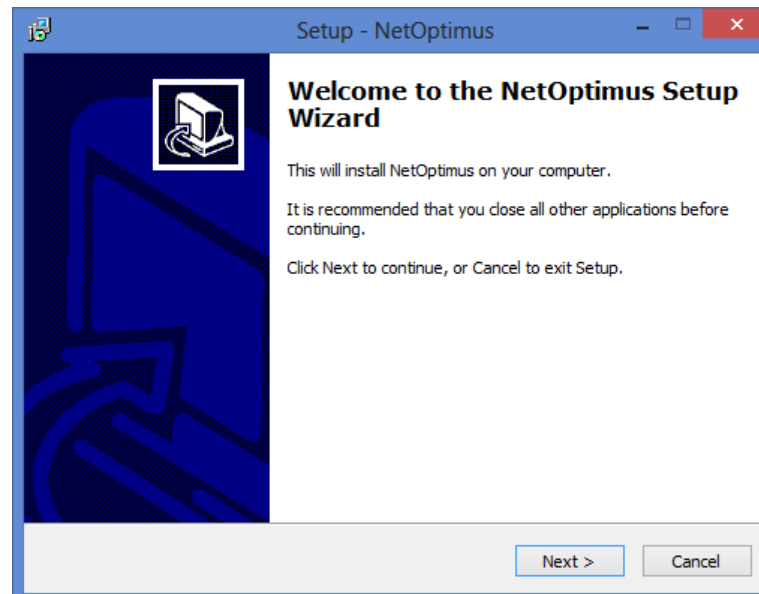 Setup - NetOptimus
Welcome to the NetOptimus Setup
Wizard
This will install NetOptimus on your computer.
It is recommended that you close all other applications before
continuing.
Click Next to continue, or Cancel to exit Setup.
Next >
Cancel